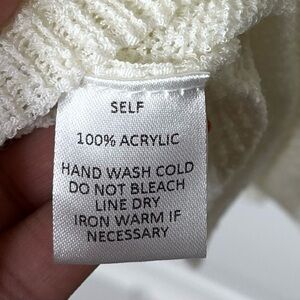 SELF
100% ACRYLIC
HAND WASH COLD
DO NOT BLEACH
LINE DRY
IRON WARM IF
NECESSARY